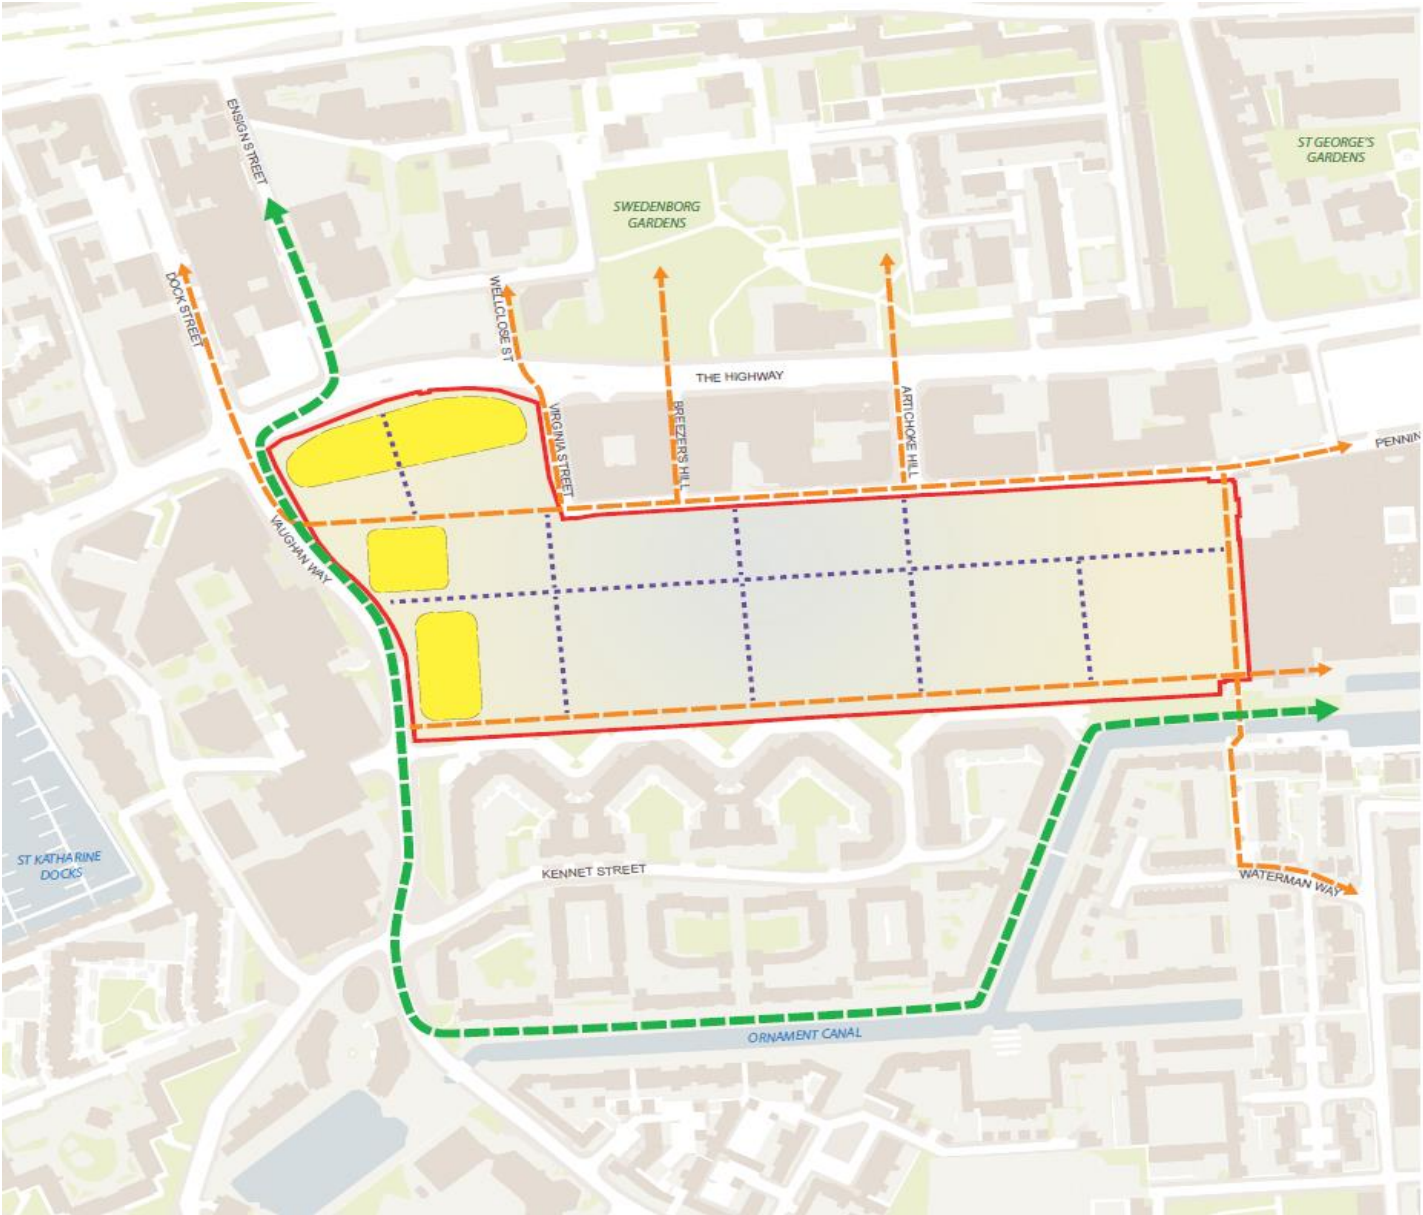 ENSIGN STREET
ST GEORGE'S
GARDENS
SWEDENBORG
GARDENS
DOCK STREET
WELLCLOSE ST
THE HIGHWAY
VIRGINIA STREET
BREEZER'S HILL
ARTICHOKE HILL
PENNIN
VAUGHAN WAY
ST KATHARINE
DOCKS
KENNET STREET
WATERMAN WAY
ORNAMENT CANAL